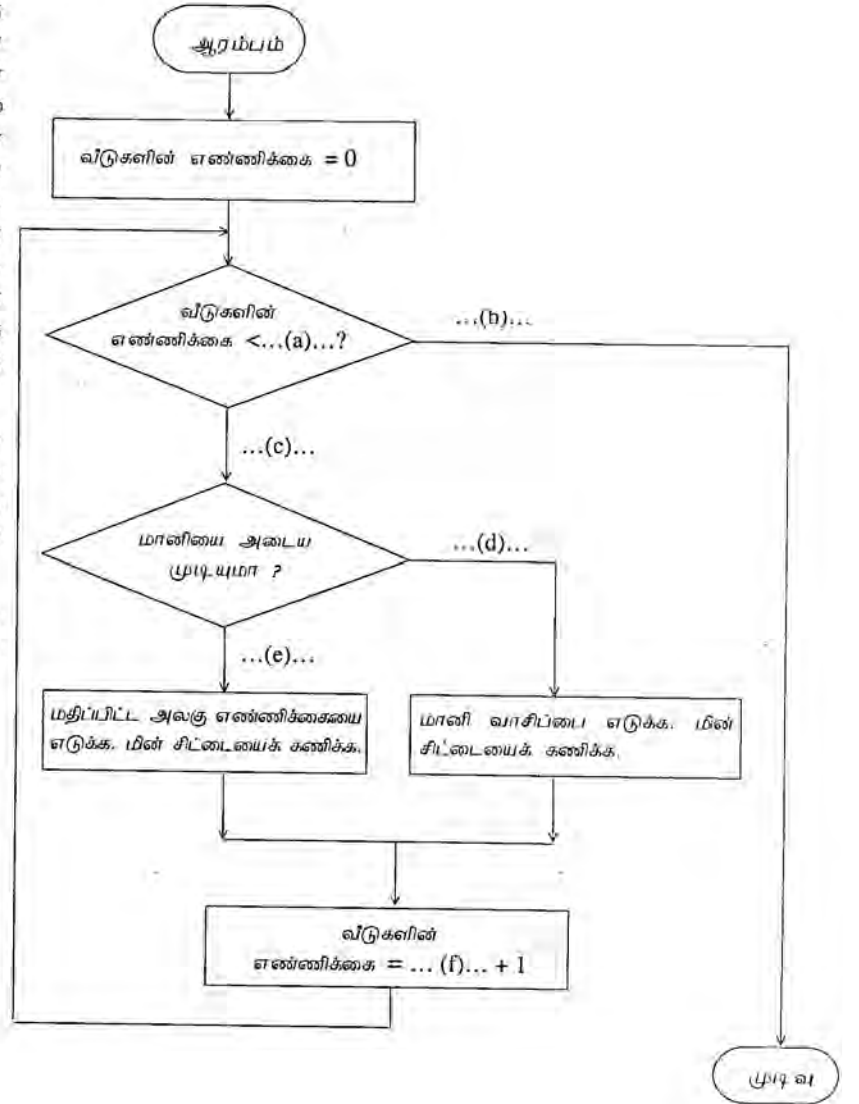 ஆரம்பம்
வீடுகளின் எண்ணிக்கை = 0
வீடுகளின்
எண்ணிக்கை <...(a)...?
...(b)...
...(c)...
மானியை அடைய
முடியுமா ?
...(d)...
...(e)...
மதிப்பிட்ட அலகு எண்ணிக்கையை
எடுக்க. மின் சிட்டையைக் கணிக்க.
மானி வாசிப்பை எடுக்க. மின்
சிட்டையைக் கணிக்க.
வீடுகளின்
எண்ணிக்கை = ... (f)... + 1
முடிவு